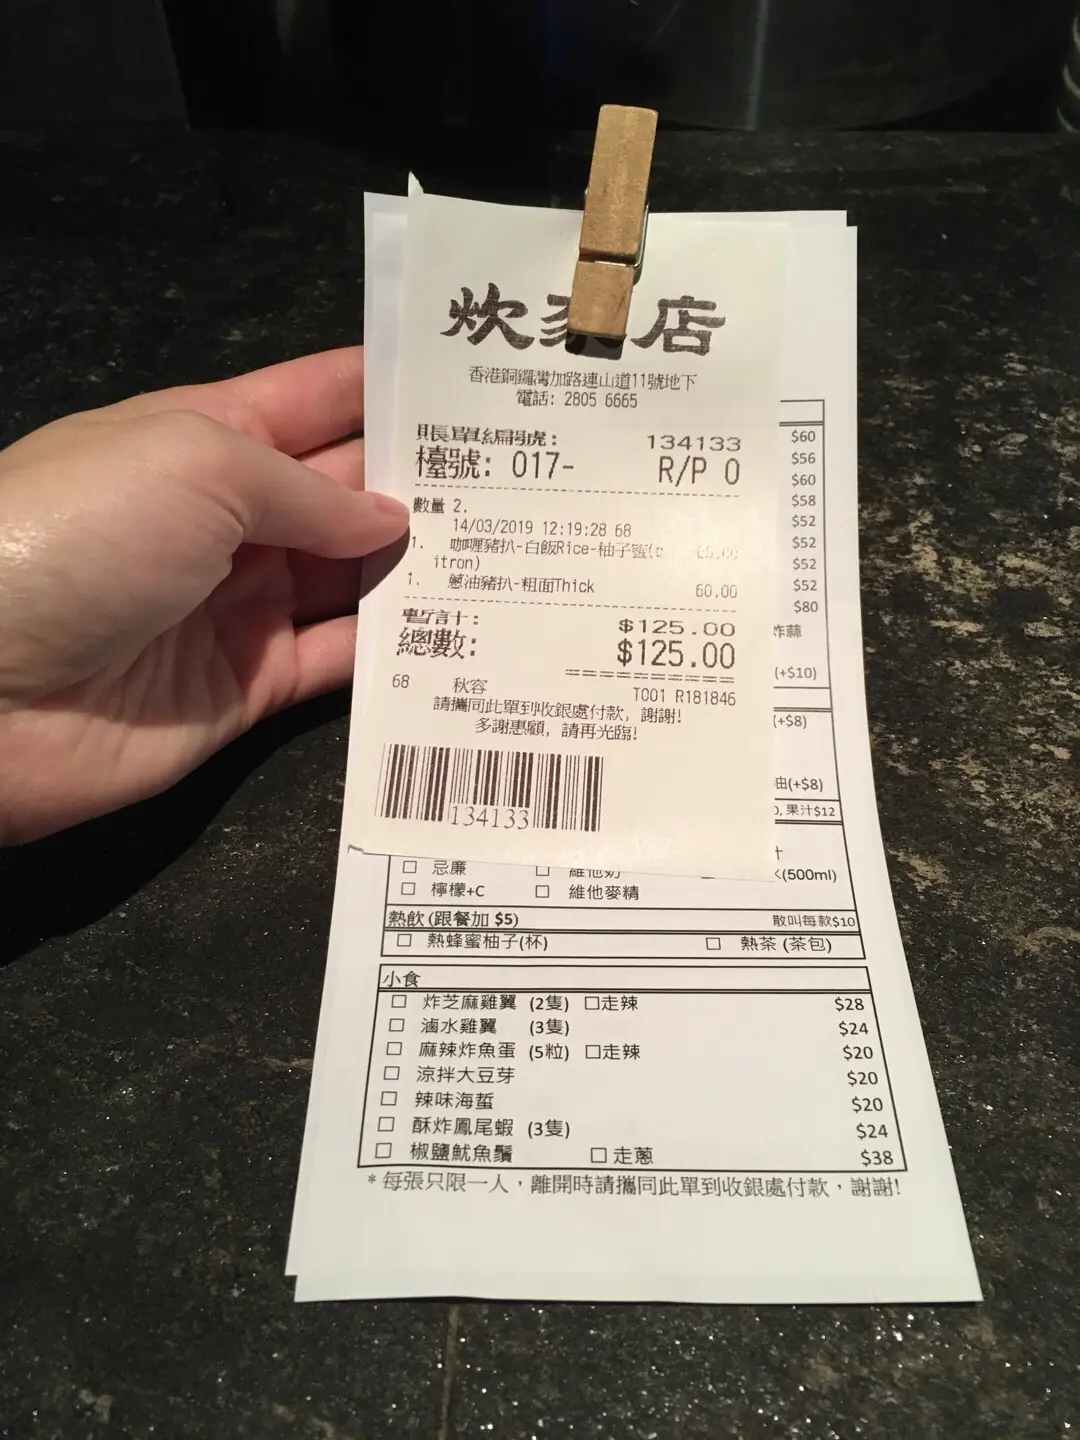 炊 店
香港銅鑼灣加路連山道11號地下
電話: 2805 6665
賬單編號: 134133
檯號: 017- R/P 0
數量 2.
14/03/2019 12:19:28 68
1. 咖喱豬扒-白飯Rice-柚子蜜(c 65.00
itron)
1. 蔥油豬扒-粗面Thick 60.00
暫計: $125.00
總數: $125.00
68 秋容 T001 R181846
請攜同此單到收銀處付款, 謝謝!
多謝惠顧, 請再光臨!
134133
$60
$56
$60
$58
$52
$52
$52
$52
$80
炸蒜
(+$10)
(+$8)
油(+$8)
果汁$12
(500ml)
□ 忌廉 □ 維他奶
□ 檸檬+C □ 維他麥精
熱飲 (跟餐加 $5) 散叫每款$10
□ 熱蜂蜜柚子(杯) □ 熱茶 (茶包)
小食
□ 炸芝麻雞翼 (2隻) □走辣 $28
□ 滷水雞翼 (3隻) $24
□ 麻辣炸魚蛋 (5粒) □走辣 $20
□ 涼拌大豆芽 $20
□ 辣味海蜇 $20
□ 酥炸鳳尾蝦 (3隻) $24
□ 椒鹽魷魚鬚 □走蔥 $38
* 每張只限一人，離開時請攜同此單到收銀處付款，謝謝!